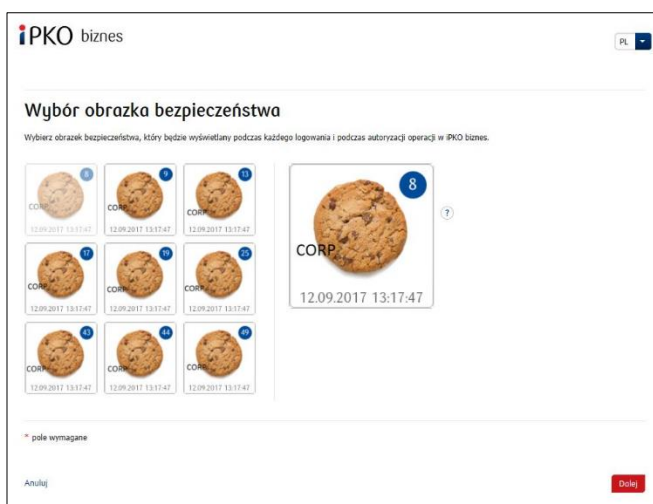 iPKO biznes
PL
Wybór obrazka bezpieczeństwa
Wybierz obrazek bezpieczeństwa, który będzie wyświetlany podczas każdego logowania i podczas autoryzacji operacji w iPKO biznes.
8 9 13
CORP. CORP. CORP.
12.09.2017 13:17:47 12.09.2017 13:17:47 12.09.2017 13:17:47
17 19 25
CORP. CORP. CORP.
12.09.2017 13:17:47 12.09.2017 13:17:47 12.09.2017 13:17:47
43 44 49
CORP. CORP. CORP.
12.09.2017 13:17:47 12.09.2017 13:17:47 12.09.2017 13:17:47
8
?
CORP.
12.09.2017 13:17:47
* pole wymagane
Anuluj
Dalej